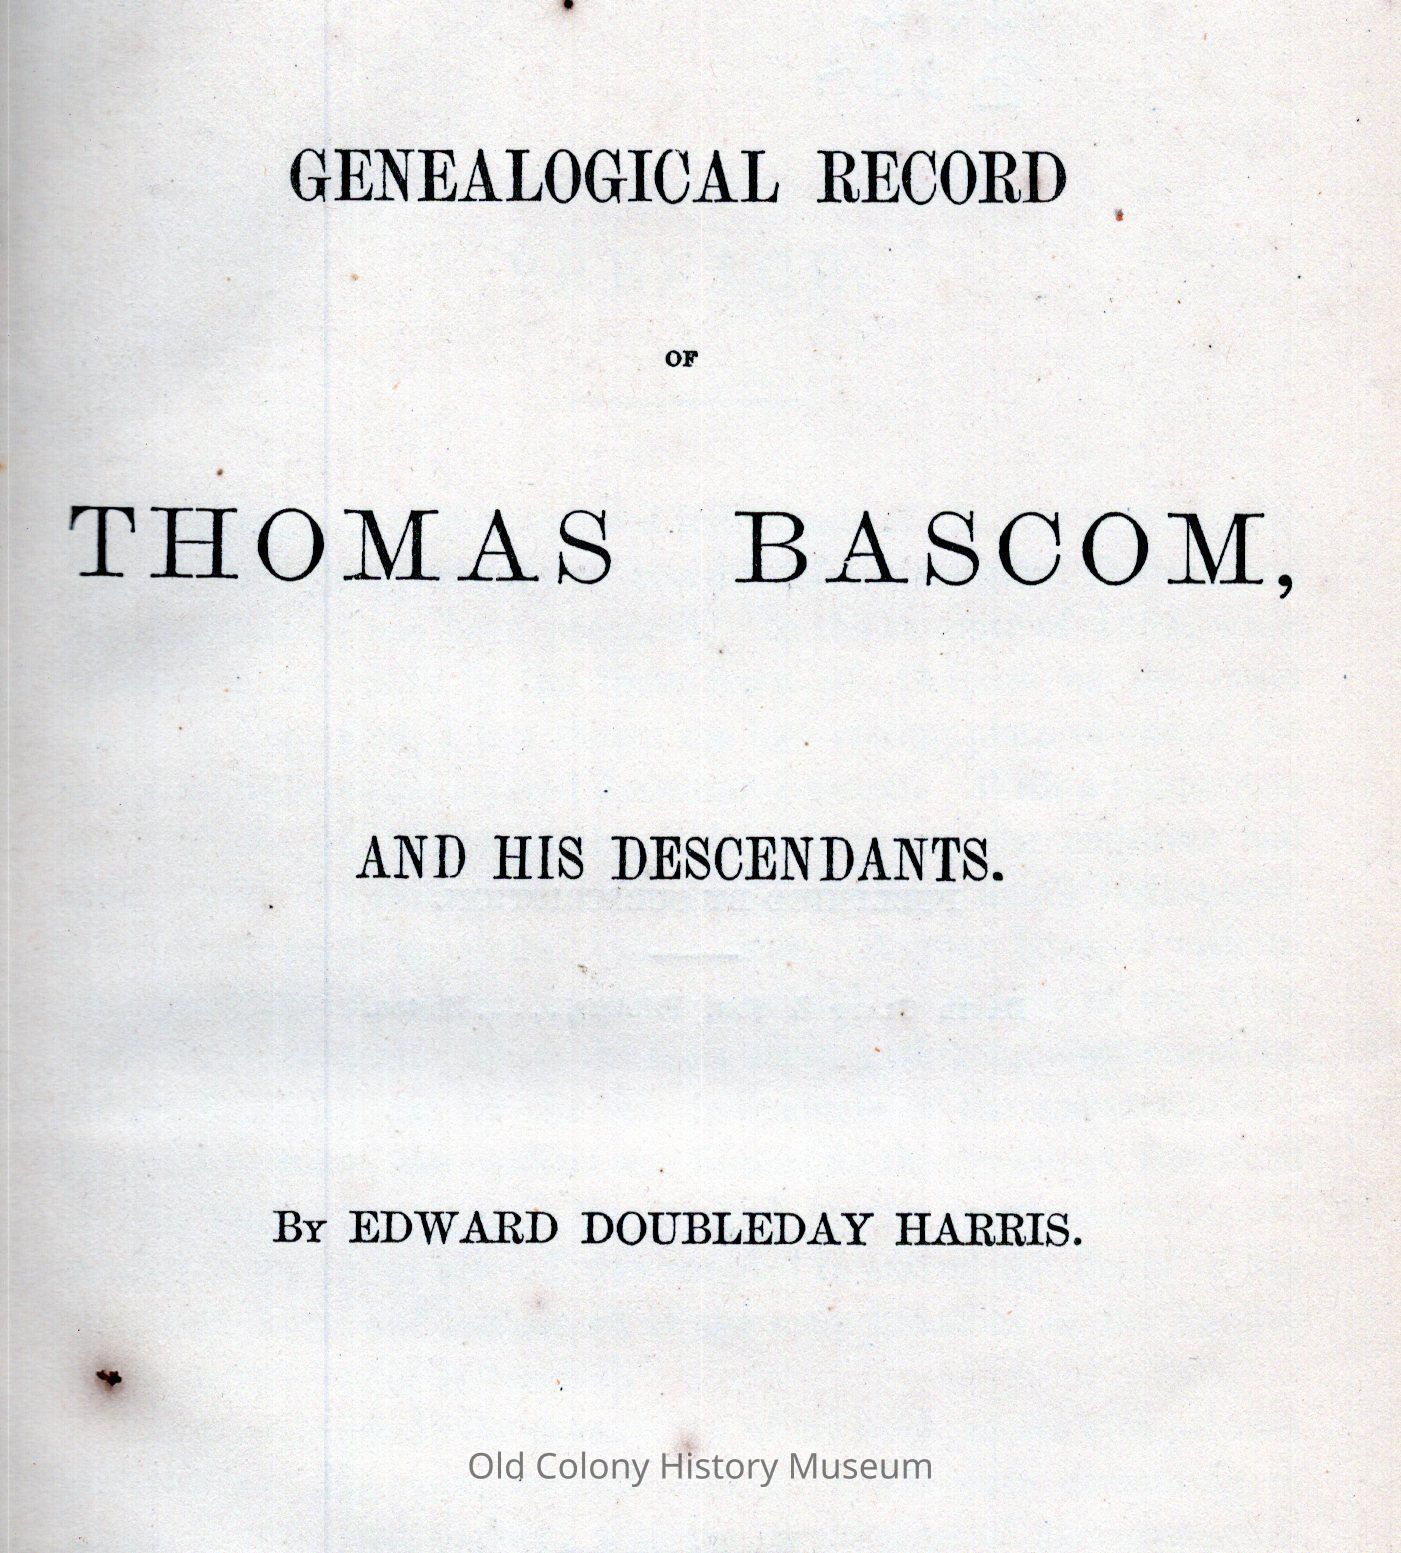 GENEALOGICAL RECORD
OF
THOMAS BASCOM,
AND HIS DESCENDANTS.
By EDWARD DOUBLEDAY HARRIS.
Old Colony History Museum